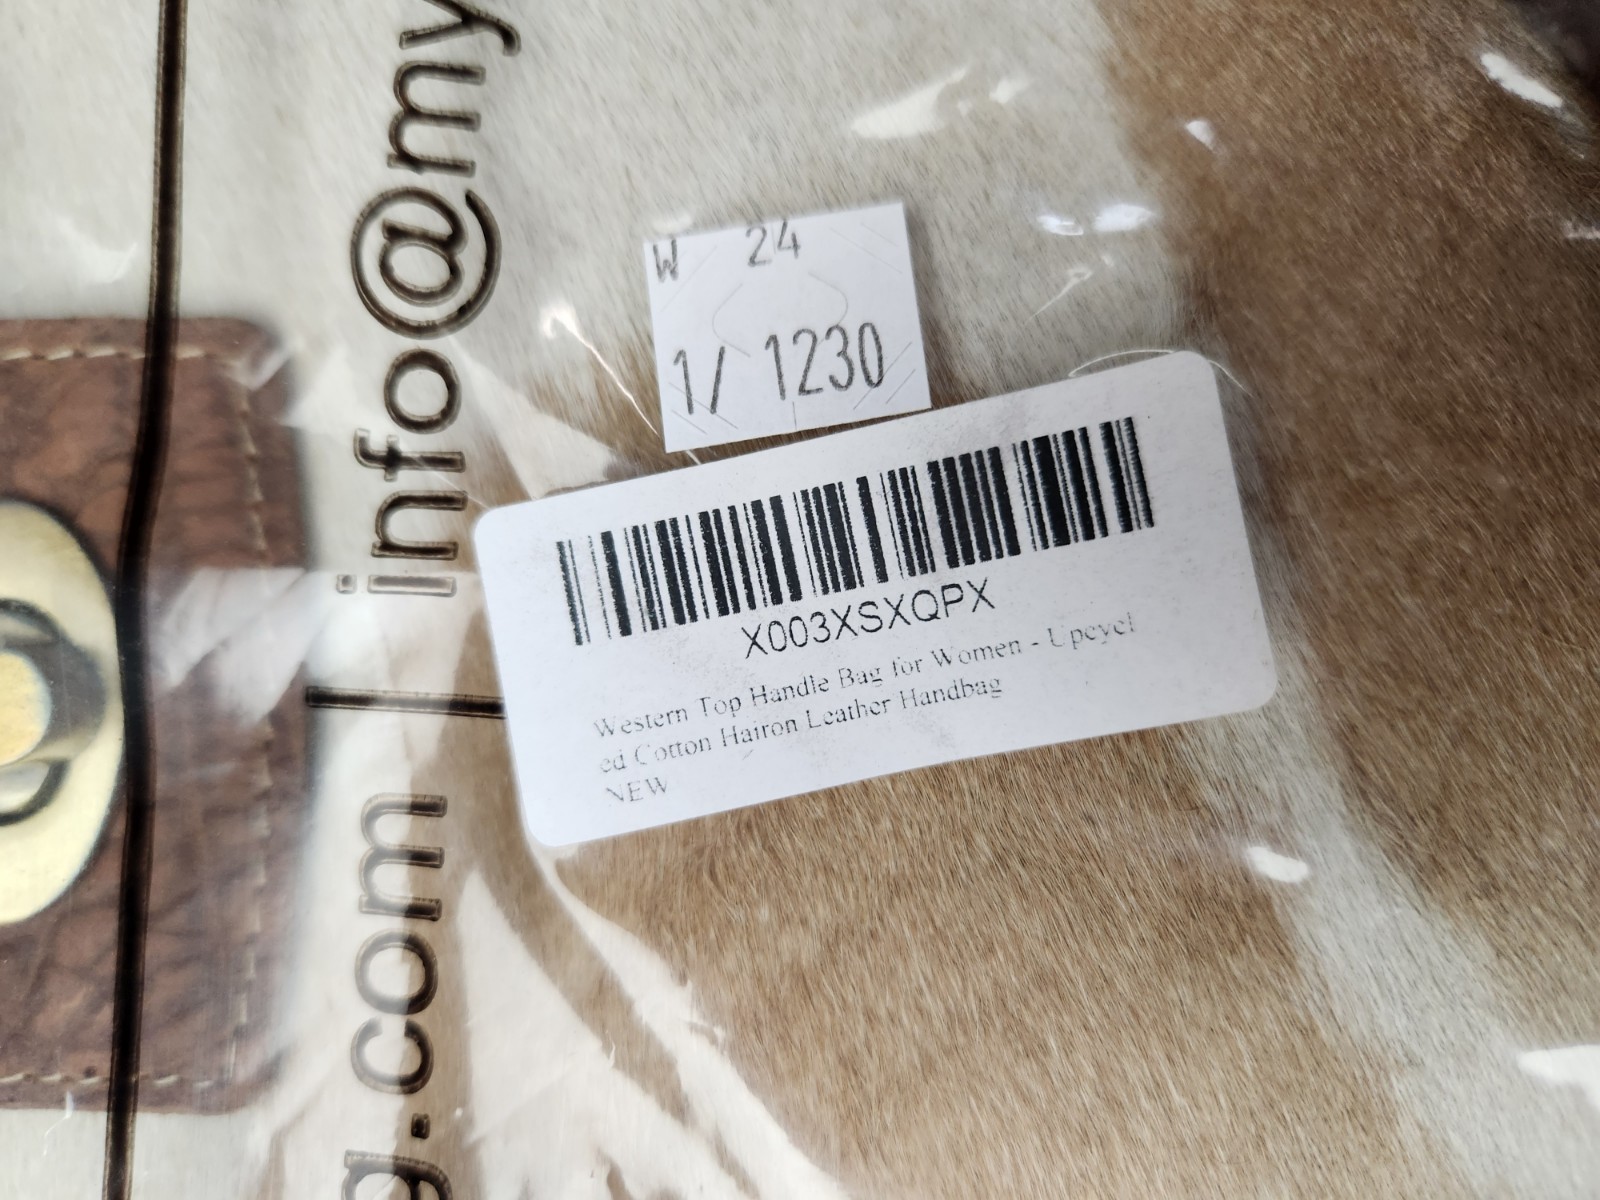 W 24
1/ 1230
X003XSXQPX
Western Top Handle Bag for Women - Upcycl
ed Cotton Hairon Leather Handbag
NEW
g.com | info@my